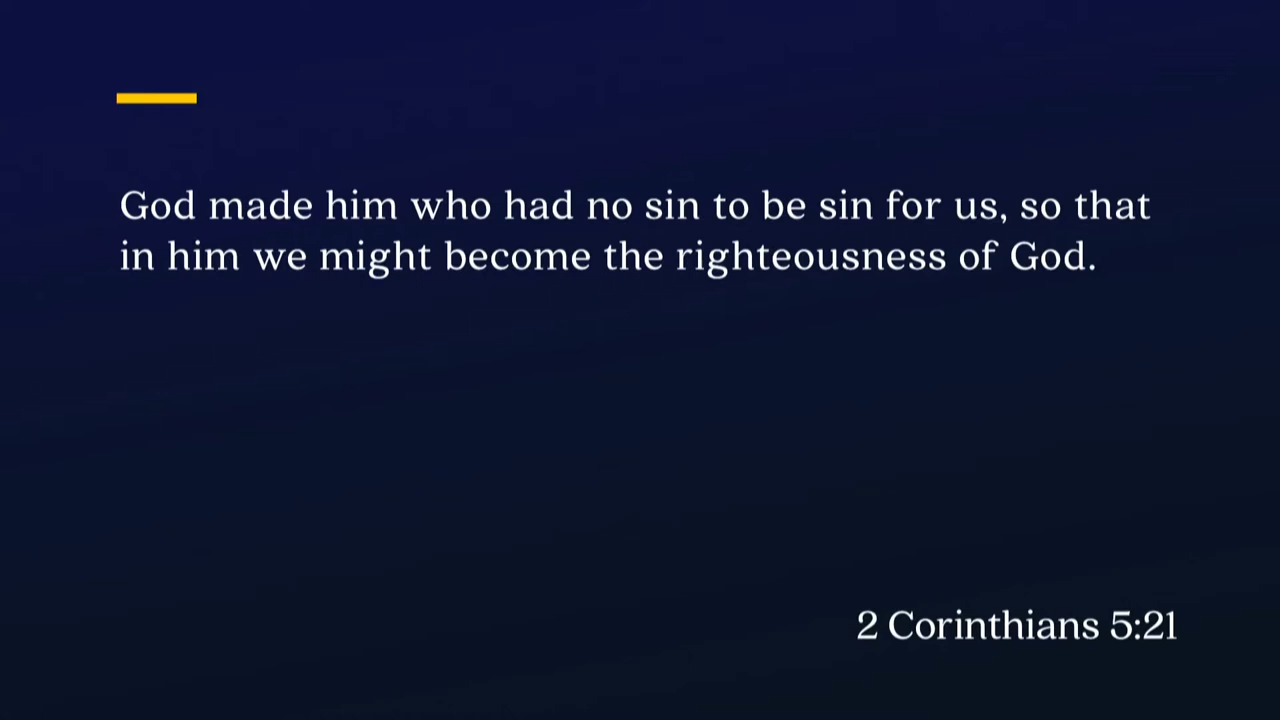 God made him who had no sin to be sin for us, so that
in him we might become the righteousness of God.
2 Corinthians 5:21